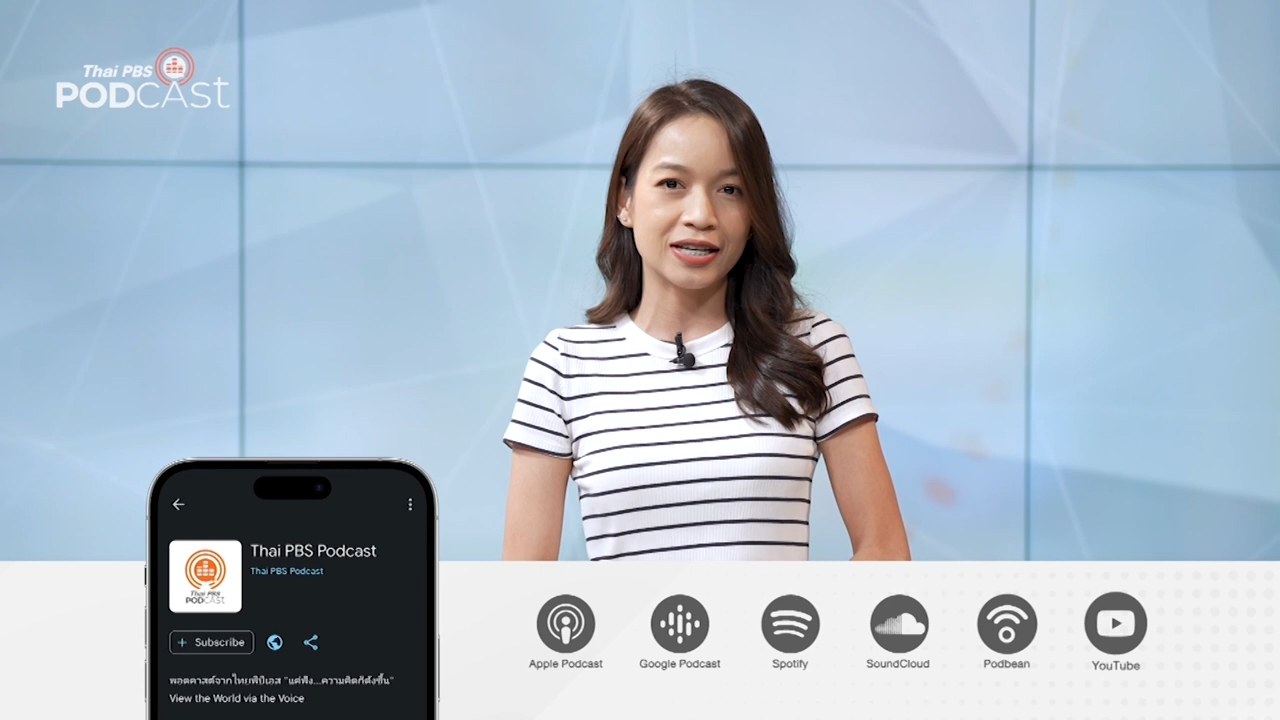 Thai PBS
PODCAST
Thai PBS Podcast
Thai PBS Podcast
Thai PBS
PODCAST
+ Subscribe
พอดคาสต์จากไทยพีบีเอส "แค่ฟัง...ความคิดก็ดังขึ้น"
View the World via the Voice
Apple Podcast
Google Podcast
Spotify
SoundCloud
Podbean
YouTube